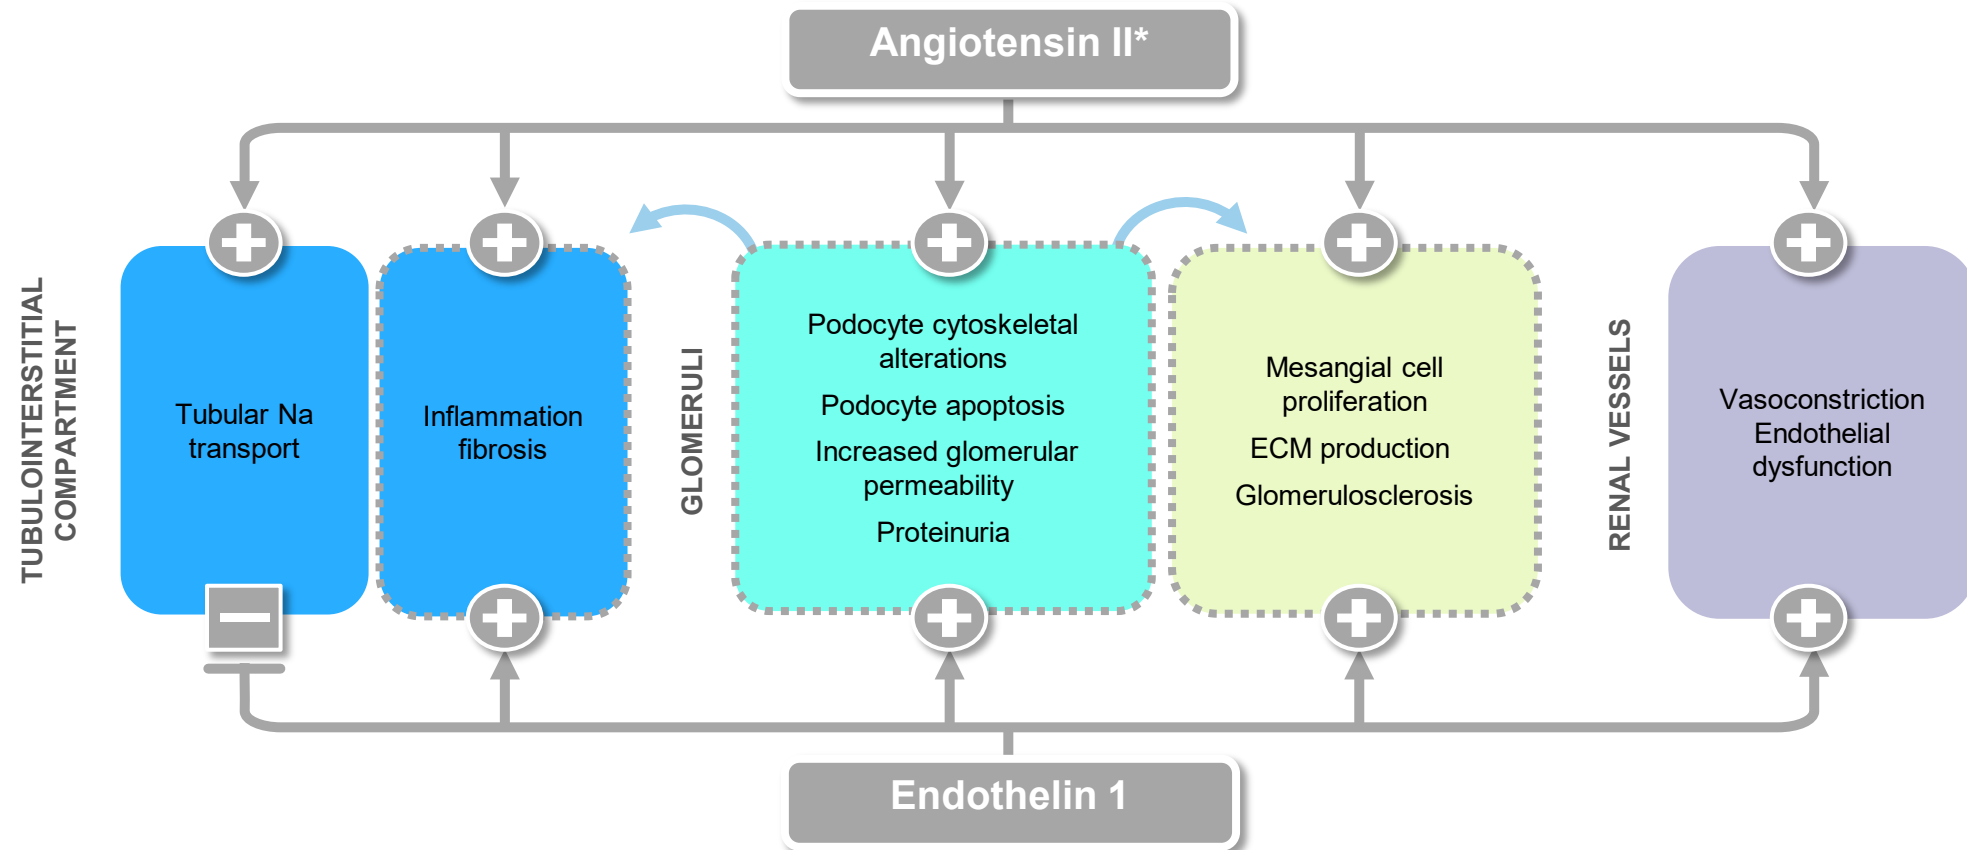 Angiotensin II*
TUBULOINTERSTITIAL
COMPARTMENT
Tubular Na
transport
Inflammation
fibrosis
GLOMERULI
Podocyte cytoskeletal
alterations
Podocyte apoptosis
Increased glomerular
permeability
Proteinuria
Mesangial cell
proliferation
ECM production
Glomerulosclerosis
RENAL VESSELS
Vasoconstriction
Endothelial
dysfunction
Endothelin 1